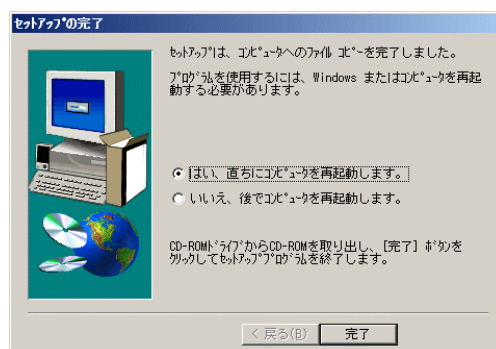 ｾｯﾄｱｯﾌﾟの完了
ｾｯﾄｱｯﾌﾟは、ｺﾝﾋﾟｭｰﾀへのﾌｧｲﾙ ｺﾋﾟｰを完了しました。
ﾌﾟﾛｸﾞﾗﾑを使用するには、Windows またはｺﾝﾋﾟｭｰﾀを再起
動する必要があります。
はい、直ちにｺﾝﾋﾟｭｰﾀを再起動します。
いいえ、後でｺﾝﾋﾟｭｰﾀを再起動します。
CD-ROMﾄﾞﾗｲﾌﾞからCD-ROMを取り出し、[完了] ﾎﾞﾀﾝを
ｸﾘｯｸしてｾｯﾄｱｯﾌﾟﾌﾟﾛｸﾞﾗﾑを終了します。
< 戻る(B)
完了